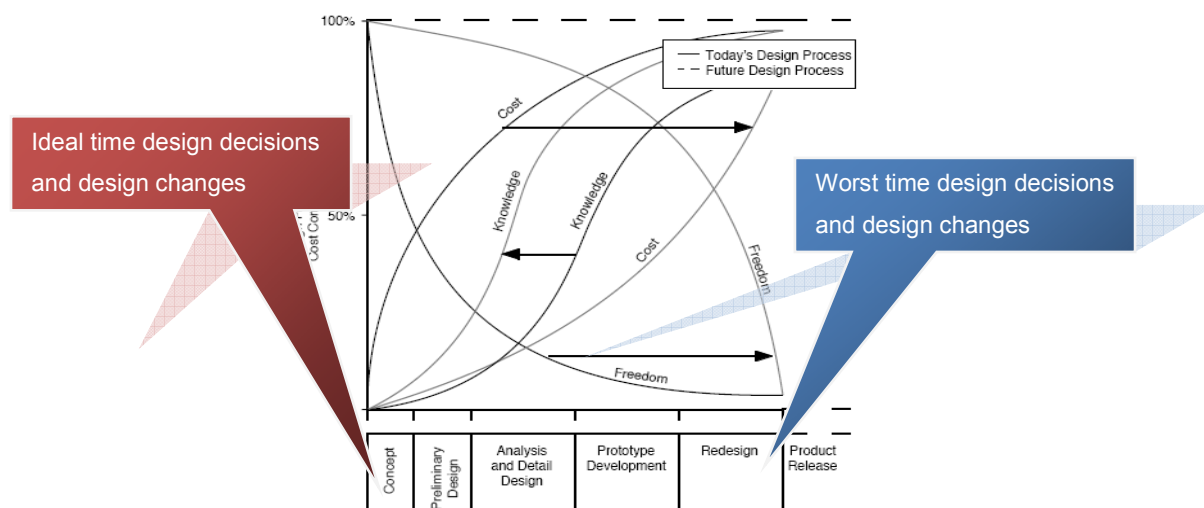 100%
Today's Design Process
Future Design Process
Cost
Ideal time design decisions
and design changes
Worst time design decisions
and design changes
Knowledge
Knowledge
50%
Cost Con
Cost
Freedom
Freedom
Concept
Preliminary
Design
Analysis
and Detail
Design
Prototype
Development
Redesign
Product
Release